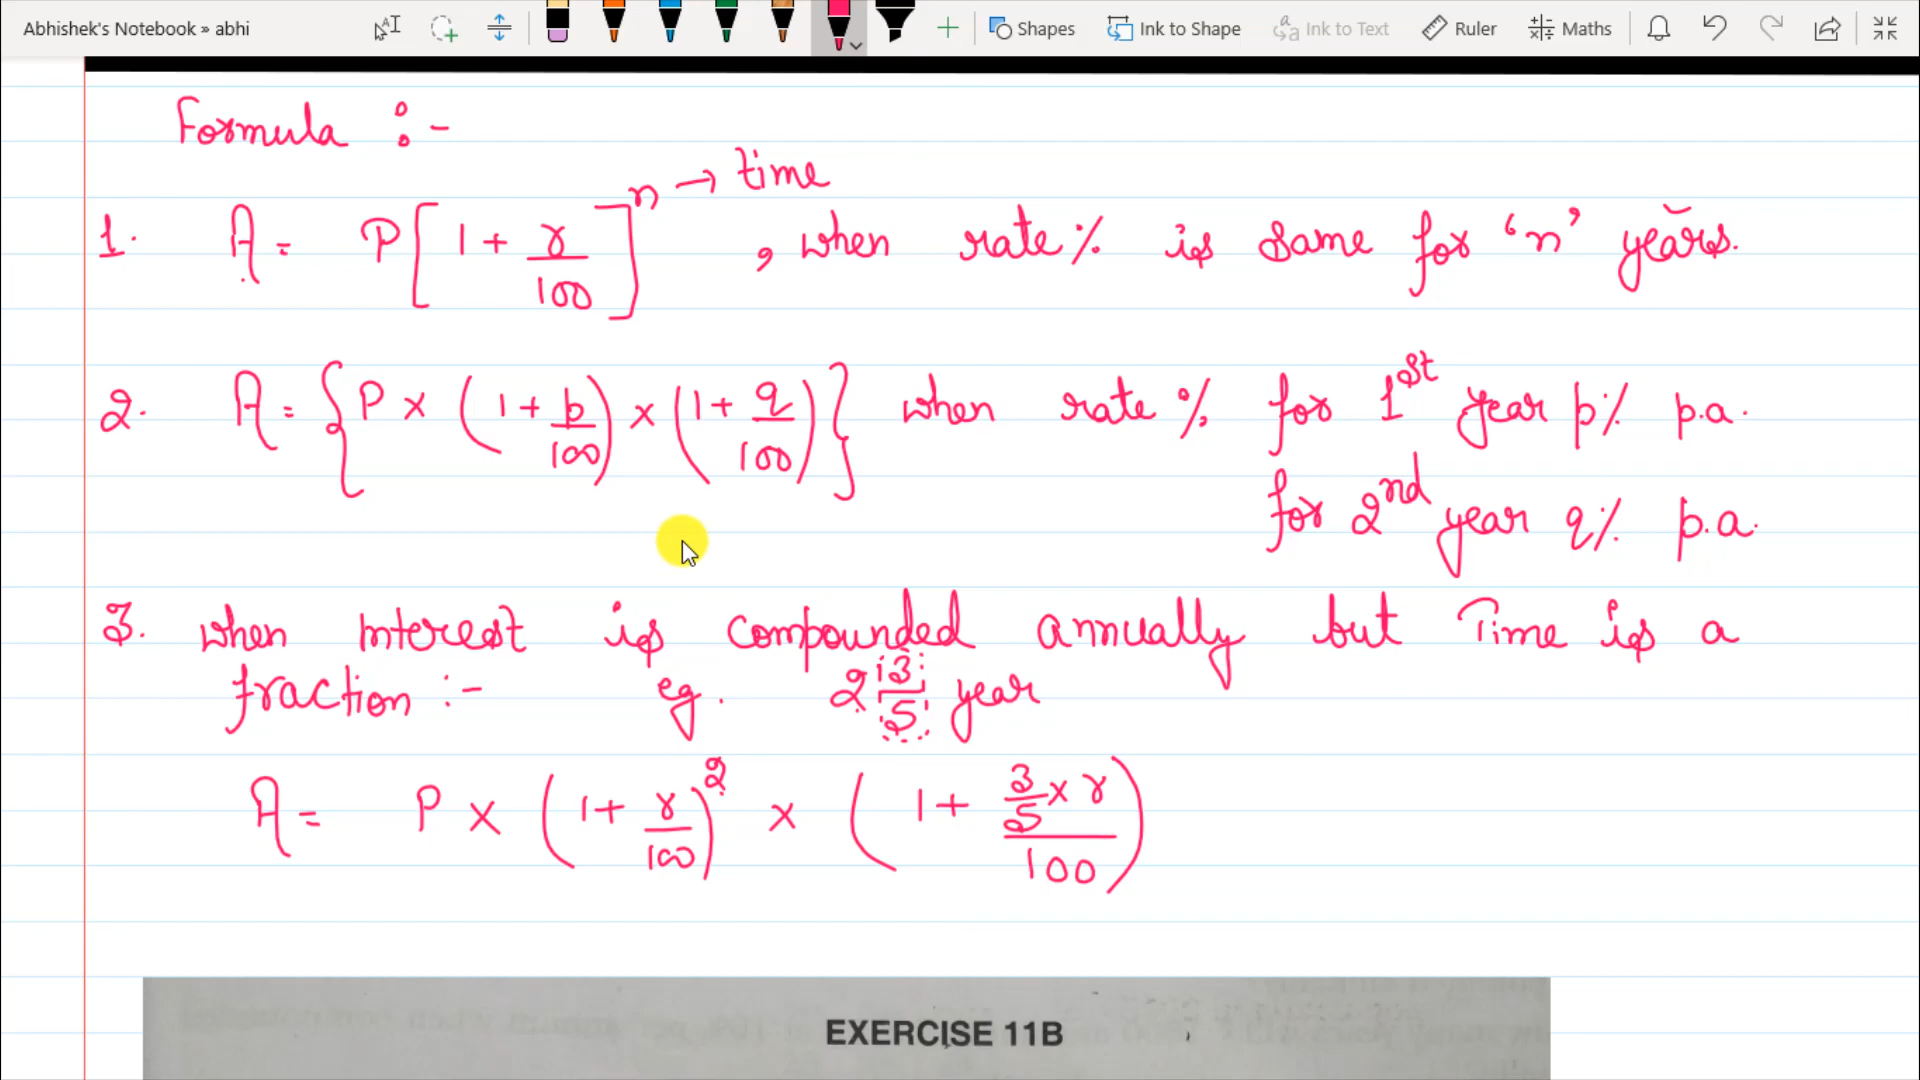 Abhishek's Notebook » abhi
Shapes
Ink to Shape
Ink to Text
Ruler
Maths
Formula :-
1. A = P[1 + r/100]^n → time , when rate % is same for 'n' years.
2. A = {P × (1 + p/100) × (1 + q/100)} when rate % for 1st year p% p.a.
for 2nd year q% p.a.
3. when Interest is compounded annually but Time is a
fraction :- eg. 2 3/5 year
A = P × (1 + r/100)^2 × (1 + 3/5 × r/100)
EXERCISE 11B